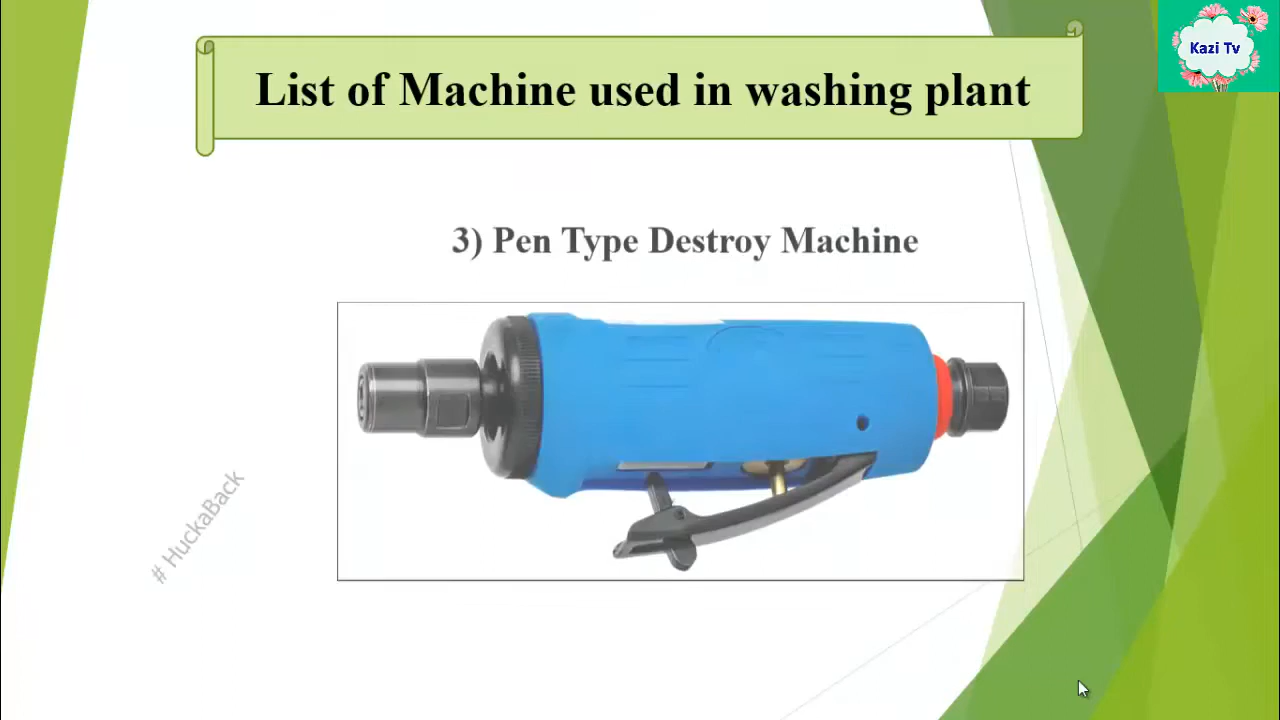 List of Machine used in washing plant
Kazi Tv
3) Pen Type Destroy Machine
# HuckaBack